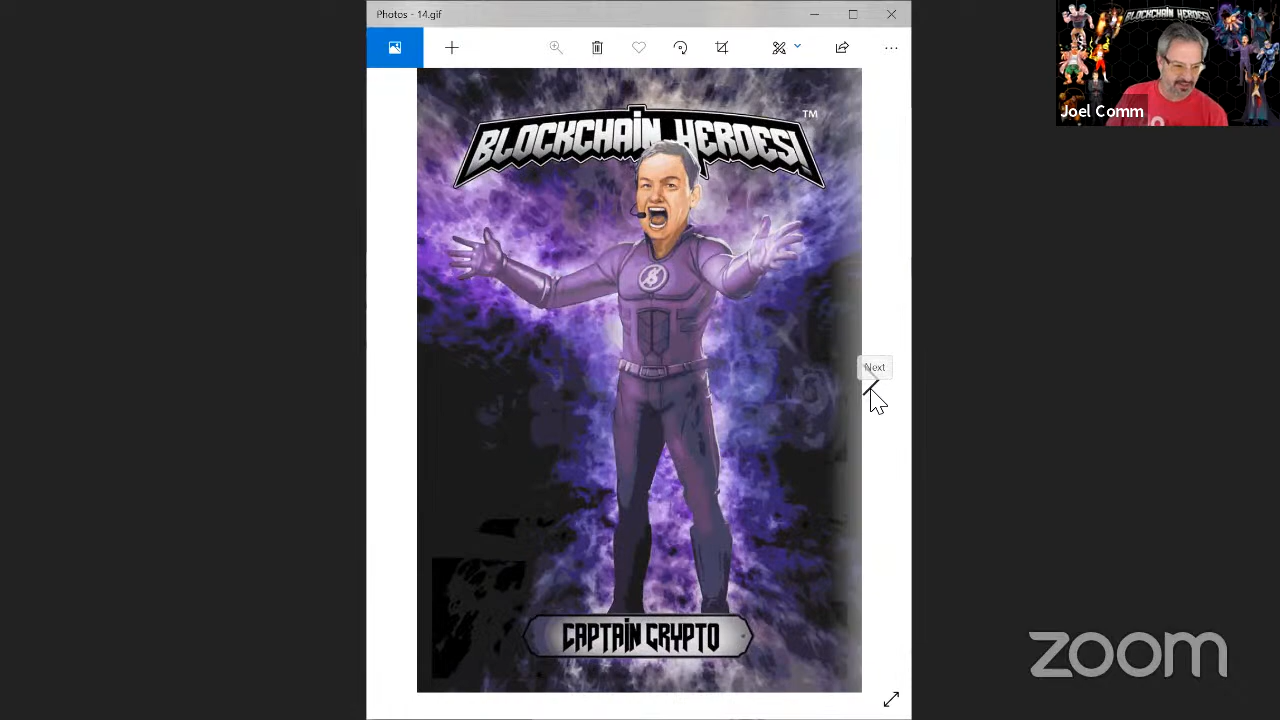 Photos - 14.gif
BLOCKCHAIN HEROES!
Joel Comm
BLOCKCHAIN HEROES! TM
Next
CAPTAIN CRYPTO
zoom